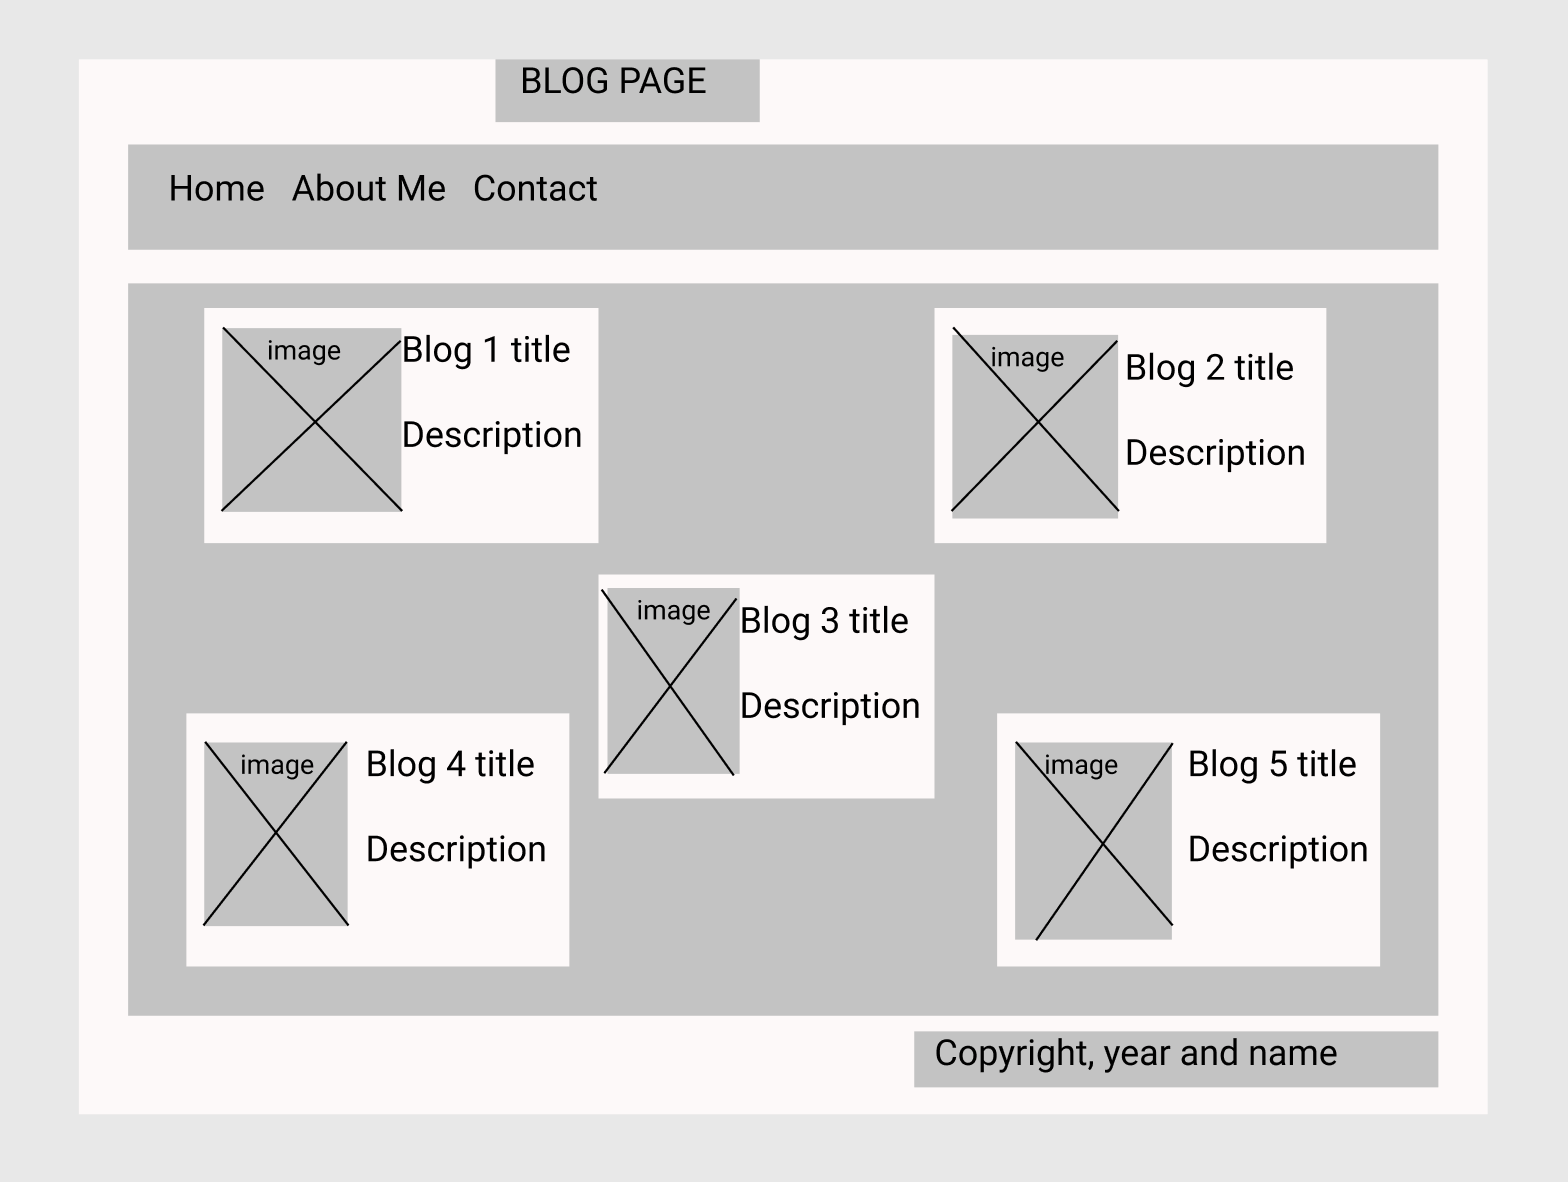 BLOG PAGE
Home About Me Contact
image
Blog 1 title
Description
image
Blog 2 title
Description
image
Blog 3 title
Description
image
Blog 4 title
Description
image
Blog 5 title
Description
Copyright, year and name